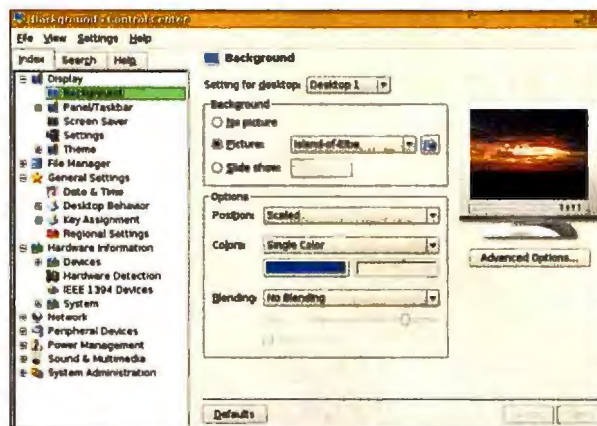 Background - Control Center
File View Settings Help
Index Search Help
Display
Background
Panel/Taskbar
Screen Saver
Settings
Theme
File Manager
General Settings
Date & Time
Desktop Behavior
Key Assignment
Regional Settings
Hardware Information
Devices
Hardware Detection
IEEE 1394 Devices
System
Network
Peripheral Devices
Power Management
Sound & Multimedia
System Administration
Background
Setting for desktop: Desktop 1
Background
No picture
Picture: Island-of-Elba
Slide show:
Options
Position: Scaled
Colors: Single Color
Blending: No Blending
Advanced Options...
Defaults